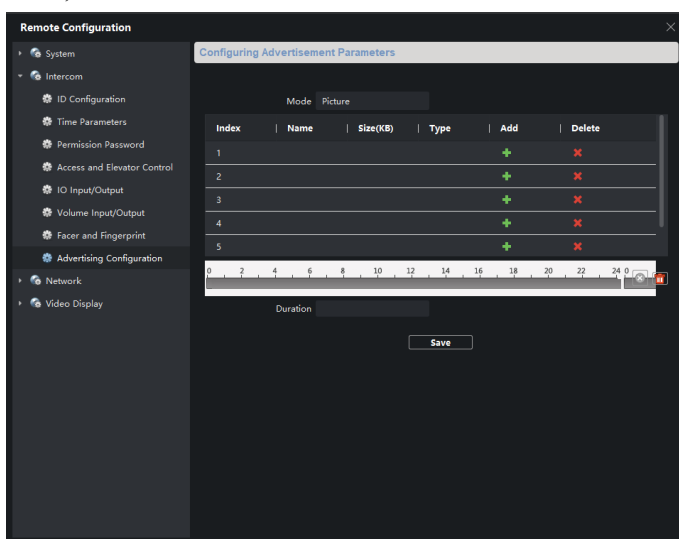 Remote Configuration
System
Configuring Advertisement Parameters
Intercom
ID Configuration
Mode Picture
Time Parameters
Index | Name | Size(KB) | Type | Add | Delete
Permission Password
1
Access and Elevator Control
2
IO Input/Output
3
Volume Input/Output
4
Facer and Fingerprint
5
Advertising Configuration
0 2 4 6 8 10 12 14 16 18 20 22 24 0
Network
Video Display
Duration
Save